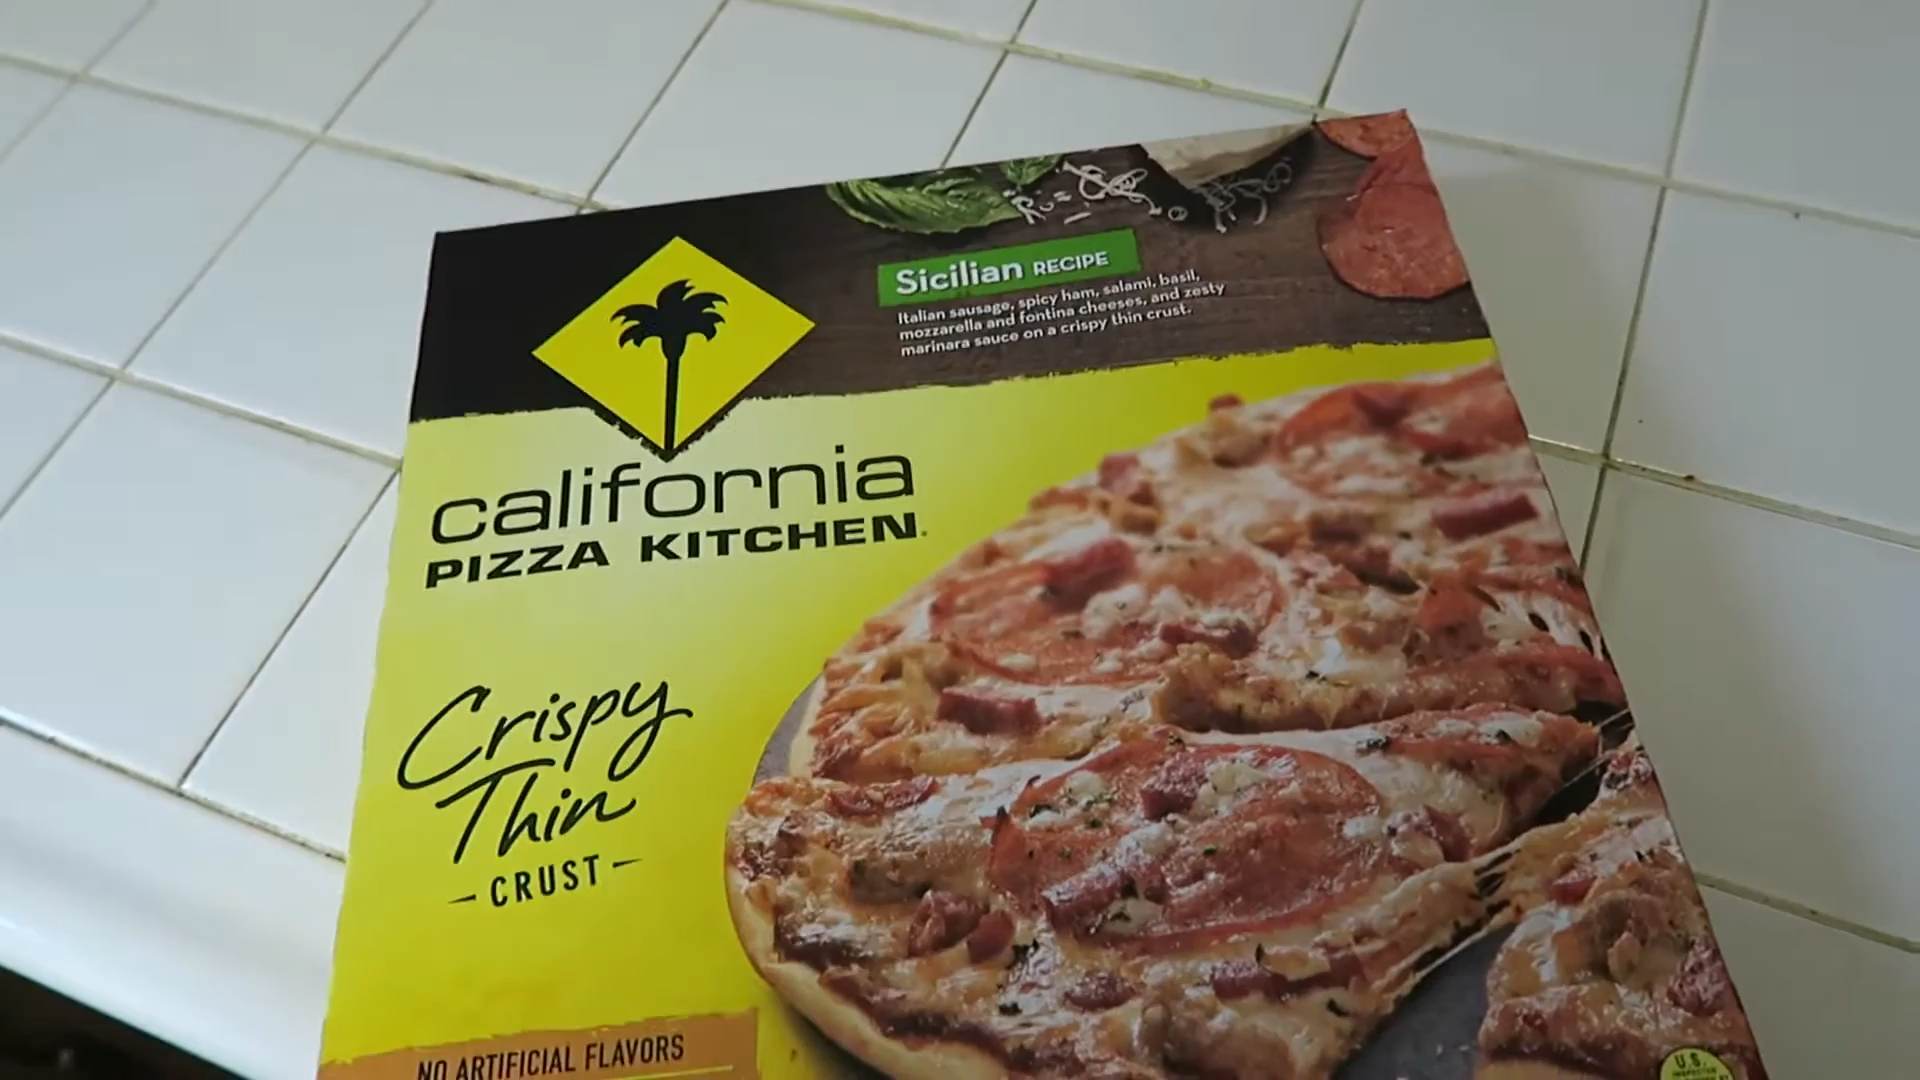 Sicilian RECIPE
Italian sausage, spicy ham, salami, basil,
mozzarella and fontina cheeses, and zesty
marinara sauce on a crispy thin crust.
california
PIZZA KITCHEN
Crispy
Thin
CRUST
NO ARTIFICIAL FLAVORS
U.S.
INSPECTED